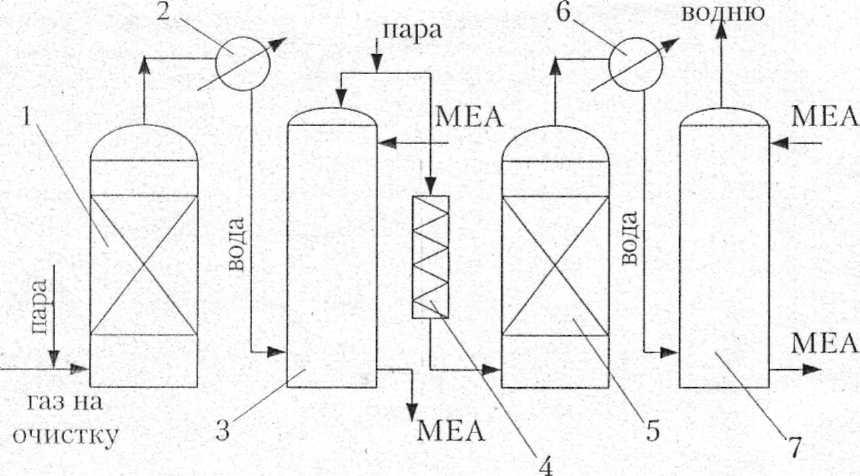 2
6
водню
пара
1
МЕА
МЕА
вода
вода
пара
газ на
очистку
3
МЕА
4
5
МЕА
7